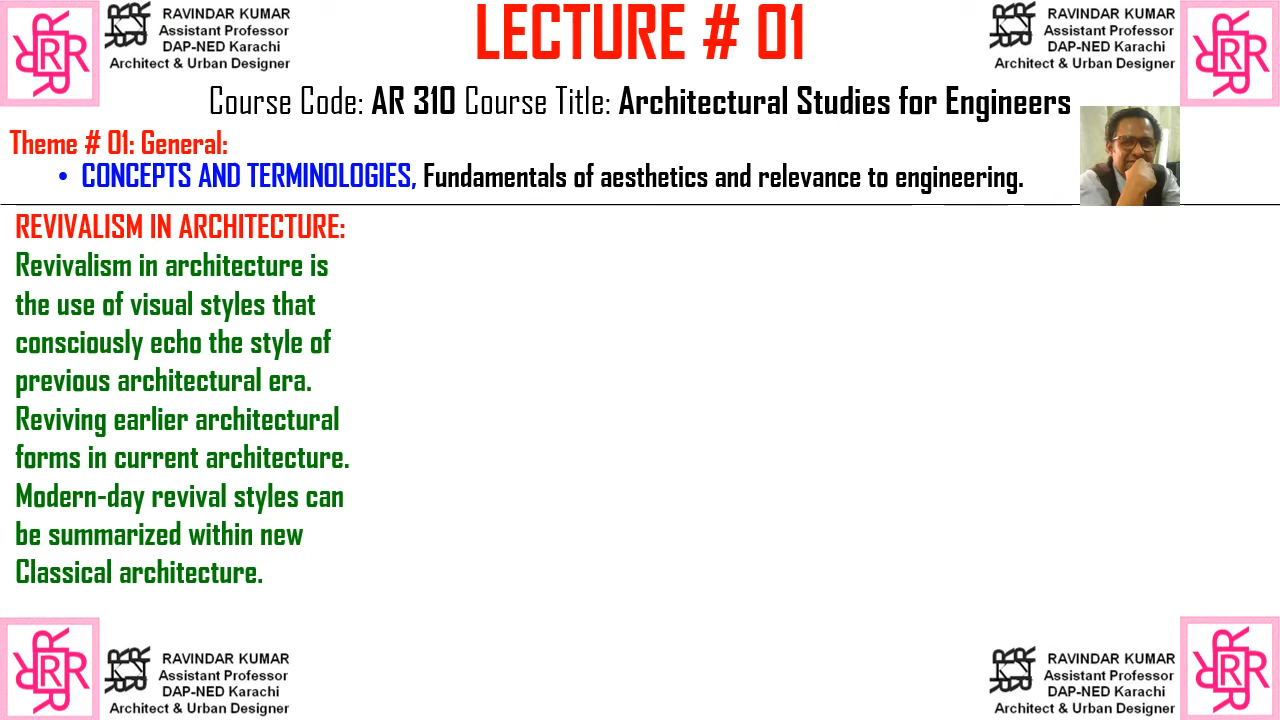 RAVINDAR KUMAR
Assistant Professor
DAP-NED Karachi
Architect & Urban Designer
LECTURE # 01
RAVINDAR KUMAR
Assistant Professor
DAP-NED Karachi
Architect & Urban Designer
Course Code: AR 310 Course Title: Architectural Studies for Engineers
Theme # 01: General:
• CONCEPTS AND TERMINOLOGIES, Fundamentals of aesthetics and relevance to engineering.
REVIVALISM IN ARCHITECTURE:
Revivalism in architecture is
the use of visual styles that
consciously echo the style of
previous architectural era.
Reviving earlier architectural
forms in current architecture.
Modern-day revival styles can
be summarized within new
Classical architecture.
RAVINDAR KUMAR
Assistant Professor
DAP-NED Karachi
Architect & Urban Designer
RAVINDAR KUMAR
Assistant Professor
DAP-NED Karachi
Architect & Urban Designer